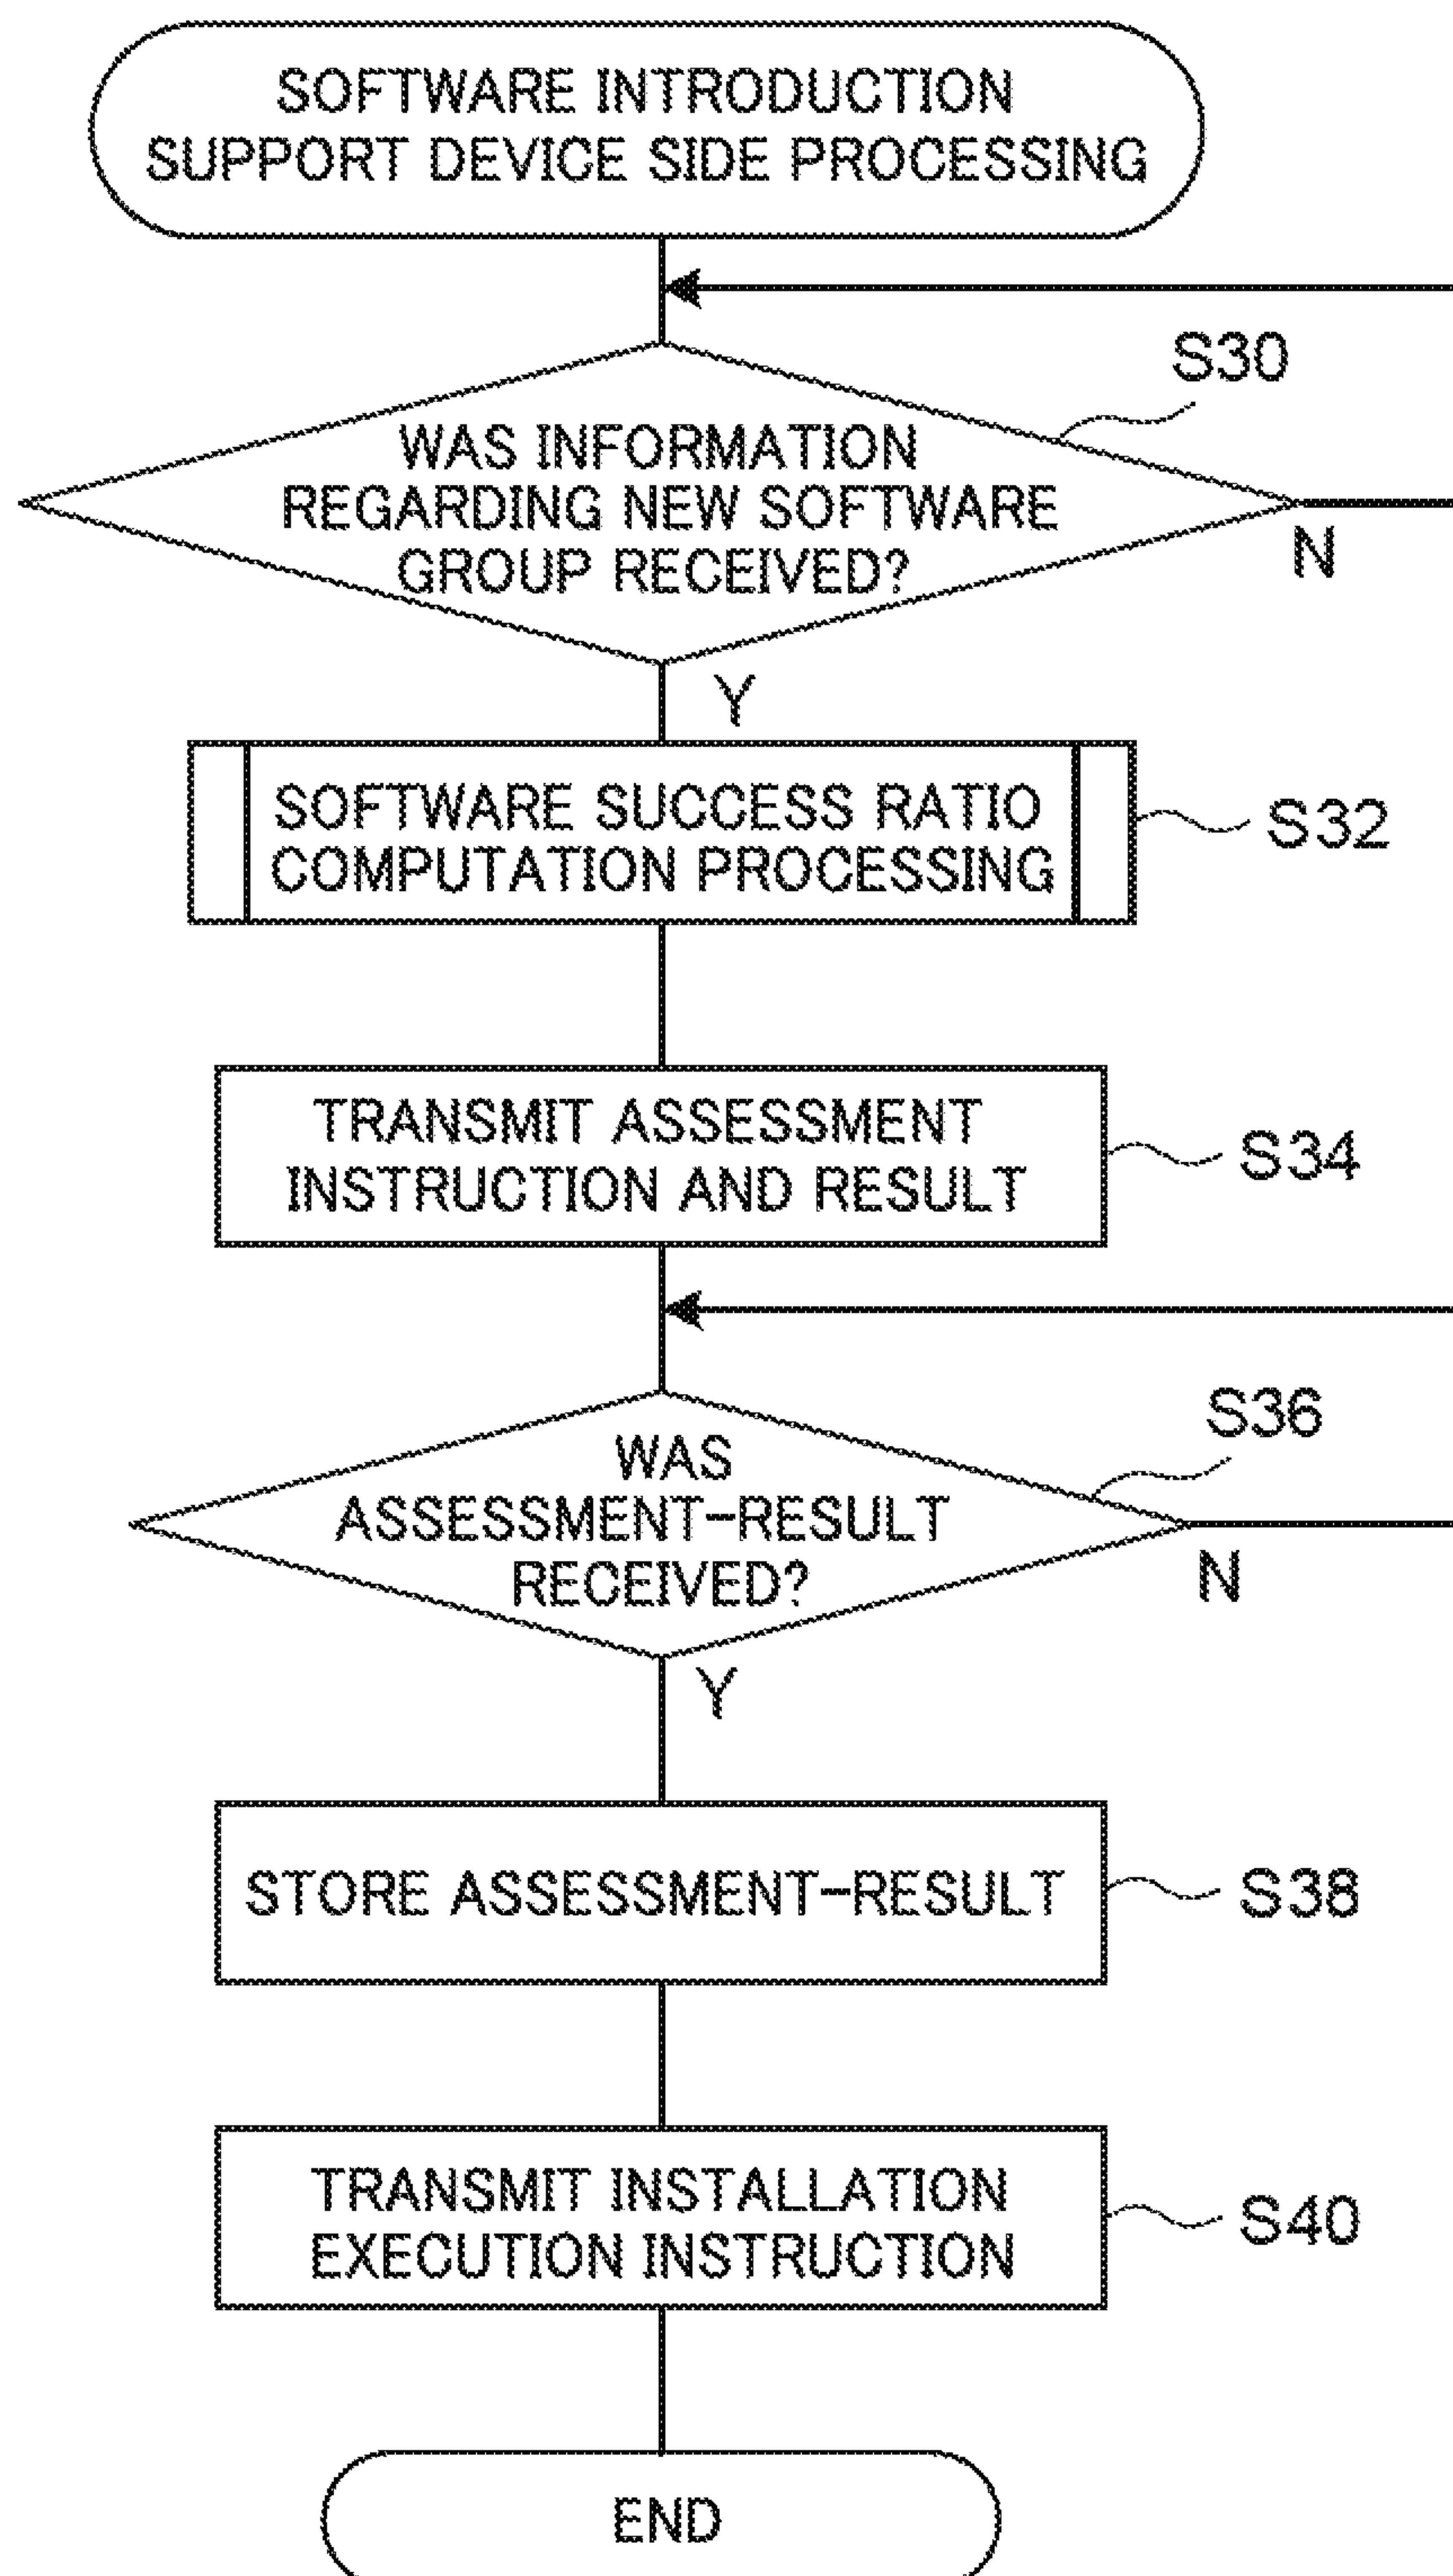 SOFTWARE INTRODUCTION
SUPPORT DEVICE SIDE PROCESSING
S30
WAS INFORMATION
REGARDING NEW SOFTWARE
GROUP RECEIVED?
N
Y
SOFTWARE SUCCESS RATIO
COMPUTATION PROCESSING
S32
TRANSMIT ASSESSMENT
INSTRUCTION AND RESULT
S34
S36
WAS
ASSESSMENT-RESULT
RECEIVED?
N
Y
STORE ASSESSMENT-RESULT
S38
TRANSMIT INSTALLATION
EXECUTION INSTRUCTION
S40
END